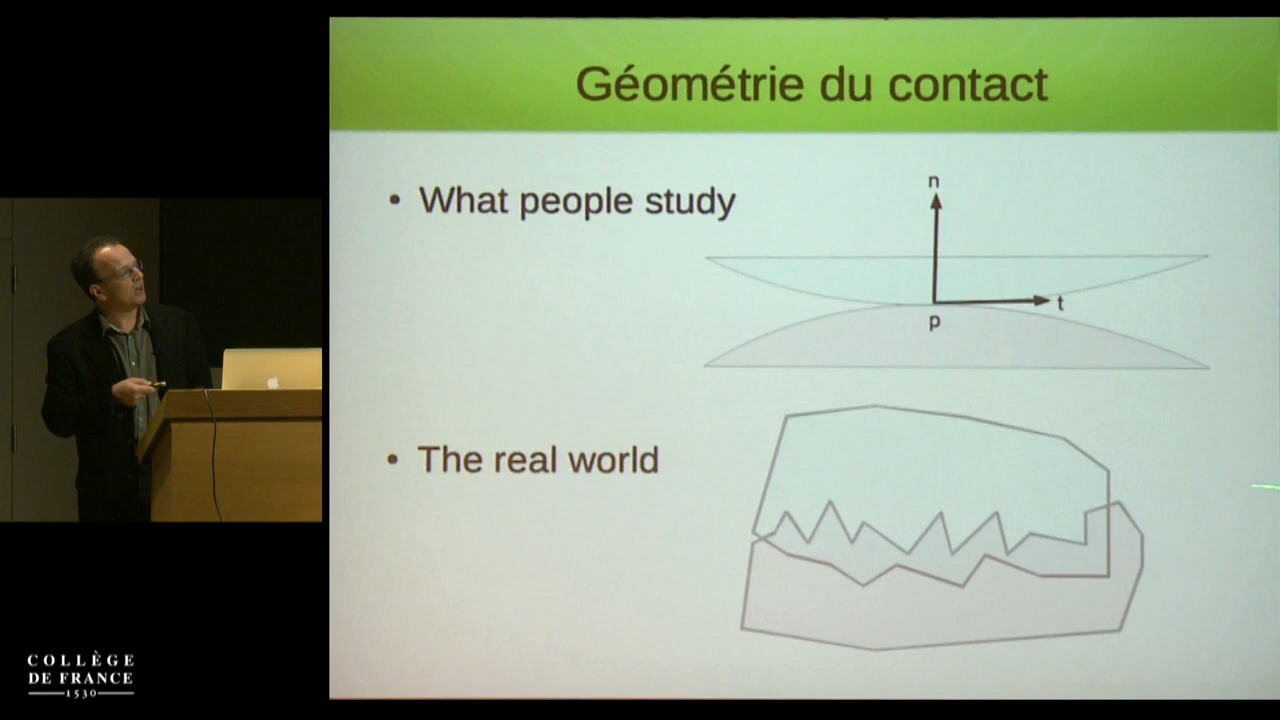 Géométrie du contact
• What people study
n
t
p
• The real world
COLLÈGE
DE FRANCE
1530